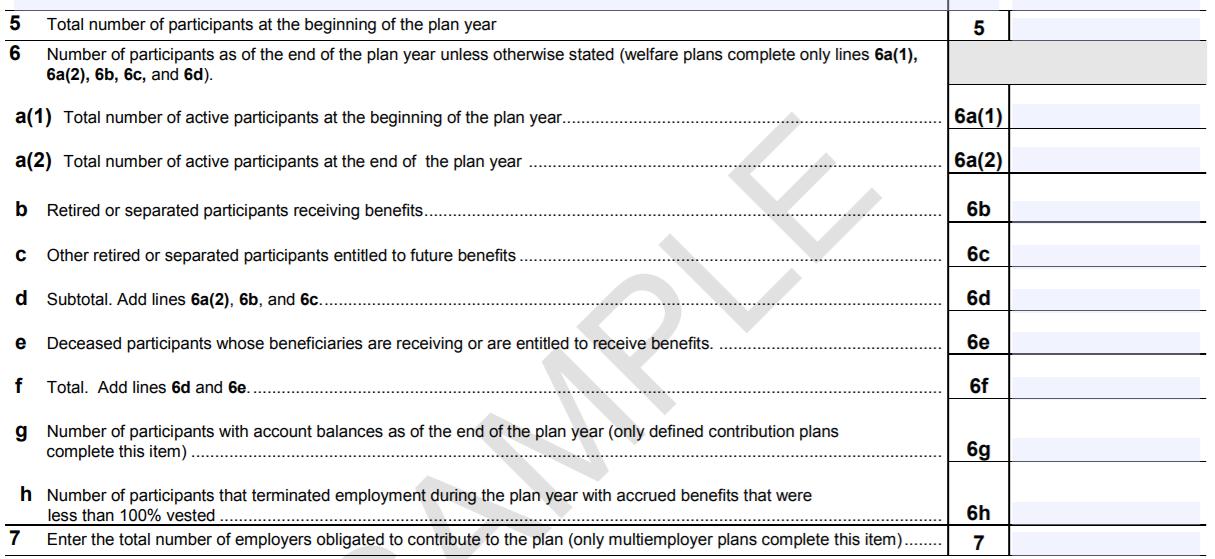 5 Total number of participants at the beginning of the plan year 5
6 Number of participants as of the end of the plan year unless otherwise stated (welfare plans complete only lines 6a(1),
6a(2), 6b, 6c, and 6d).
a(1) Total number of active participants at the beginning of the plan year........................................ 6a(1)
a(2) Total number of active participants at the end of  the plan year ........................................ 6a(2)
b Retired or separated participants receiving benefits........................................ 6b
c Other retired or separated participants entitled to future benefits ........................................ 6c
d Subtotal. Add lines 6a(2), 6b, and 6c........................................ 6d
e Deceased participants whose beneficiaries are receiving or are entitled to receive benefits. ........................................ 6e
f Total.  Add lines 6d and 6e. ........................................ 6f
g Number of participants with account balances as of the end of the plan year (only defined contribution plans
complete this item) ........................................ 6g
h Number of participants that terminated employment during the plan year with accrued benefits that were
less than 100% vested ........................................ 6h
7 Enter the total number of employers obligated to contribute to the plan (only multiemployer plans complete this item)........ 7
SAMPLE